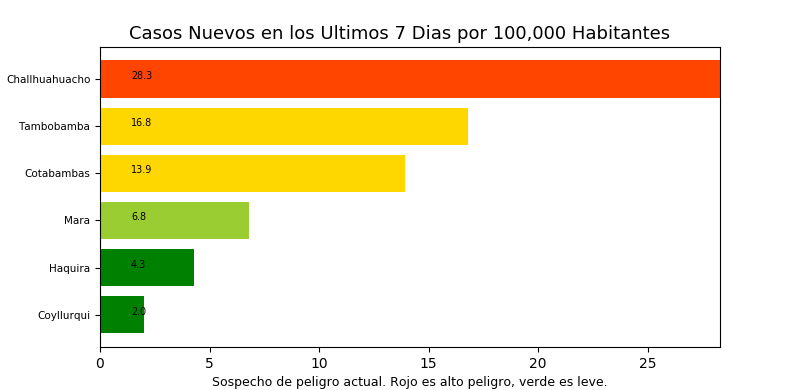 Casos Nuevos en los Ultimos 7 Dias por 100,000 Habitantes
Challhuahuacho 28.3
Tambobamba 16.8
Cotabambas 13.9
Mara 6.8
Haquira 4.3
Coyllurqui 2.0
0 5 10 15 20 25
Sospecho de peligro actual. Rojo es alto peligro, verde es leve.